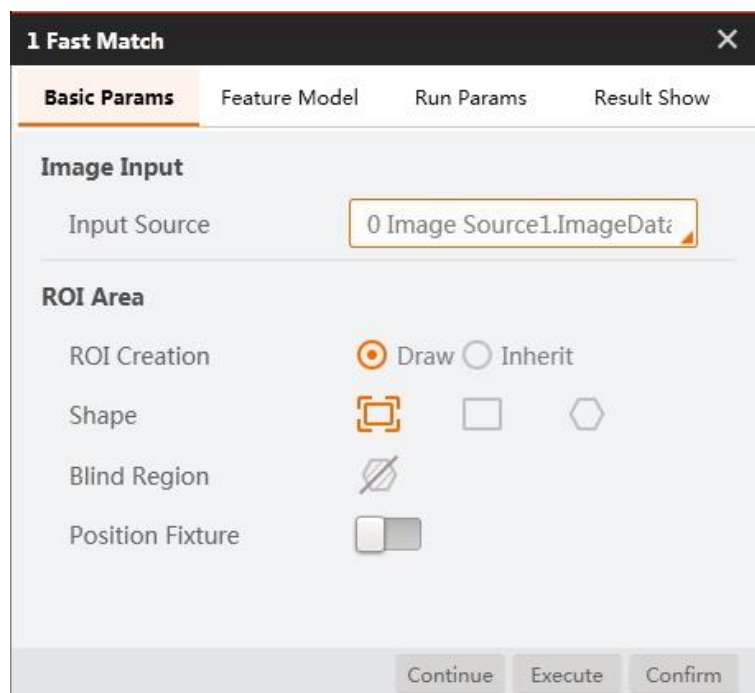 1 Fast Match
Basic Params Feature Model Run Params Result Show
Image Input
Input Source 0 Image Source1.ImageData
ROI Area
ROI Creation Draw Inherit
Shape
Blind Region
Position Fixture
Continue Execute Confirm